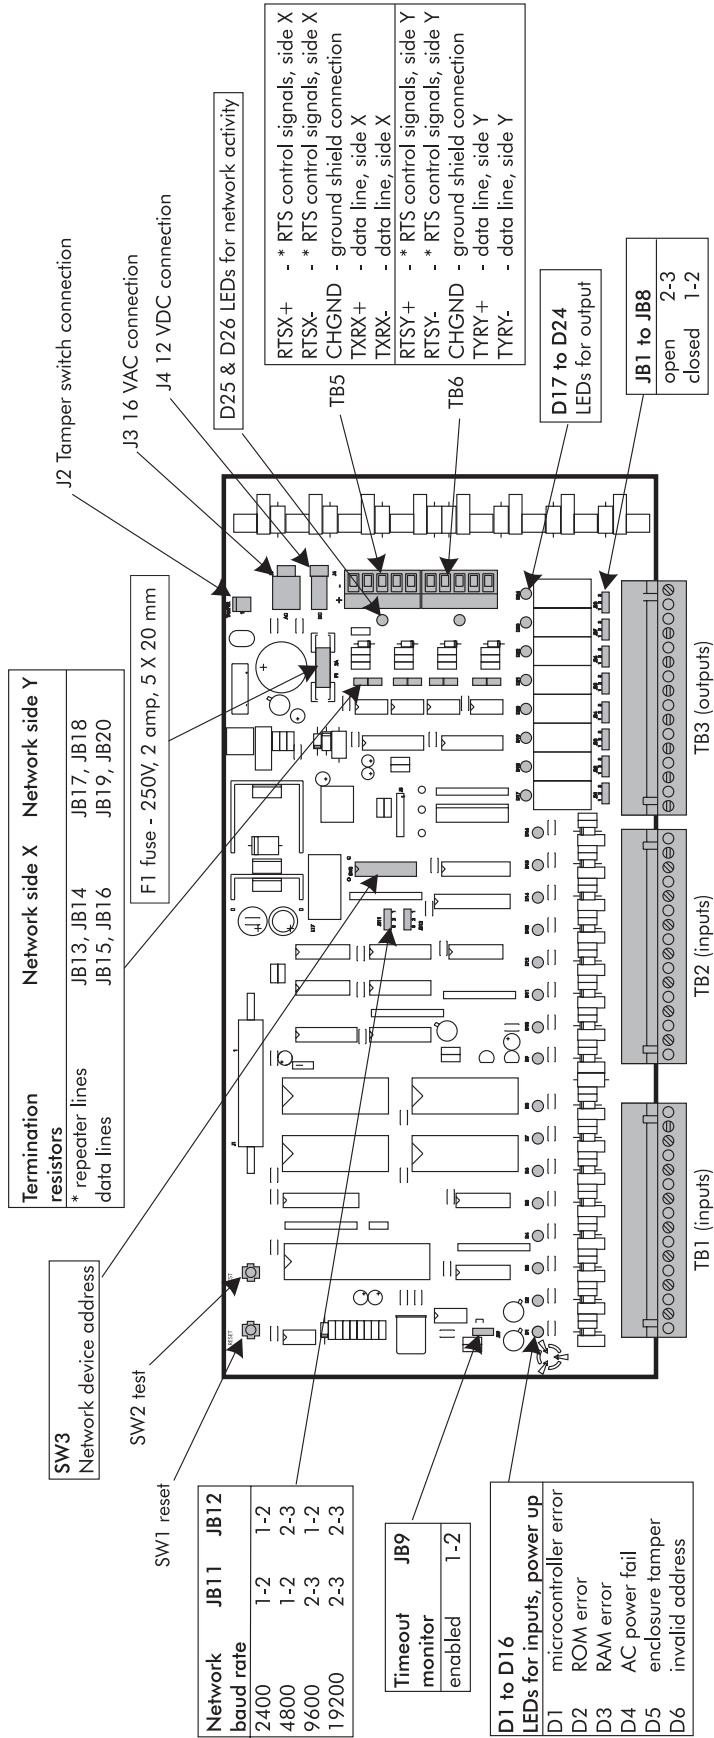 Termination resistors Network side X Network side Y
* repeater lines JB13, JB14 JB17, JB18
data lines JB15, JB16 JB19, JB20
F1 fuse - 250V, 2 amp, 5 X 20 mm
J2 Tamper switch connection
J3 16 VAC connection
J4 12 VDC connection
D25 & D26 LEDs for network activity
RTSX+ - * RTS control signals, side X
RTSX- - * RTS control signals, side X
CHGND - ground shield connection
TXRX+ - data line, side X
TXRX- - data line, side X
RTSY+ - * RTS control signals, side Y
RTSY- - * RTS control signals, side Y
CHGND - ground shield connection
TYRY+ - data line, side Y
TYRY- - data line, side Y
TB5
TB6
D17 to D24
LEDs for output
JB1 to JB8
open 2-3
closed 1-2
SW3
Network device address
SW2 test
SW1 reset
Network baud rate JB11 JB12
2400 1-2 1-2
4800 1-2 2-3
9600 2-3 1-2
19200 2-3 2-3
Timeout monitor JB9
enabled 1-2
D1 to D16
LEDs for inputs, power up
D1 microcontroller error
D2 ROM error
D3 RAM error
D4 AC power fail
D5 enclosure tamper
D6 invalid address
RESET
TB1 (inputs)
TB2 (inputs)
TB3 (outputs)